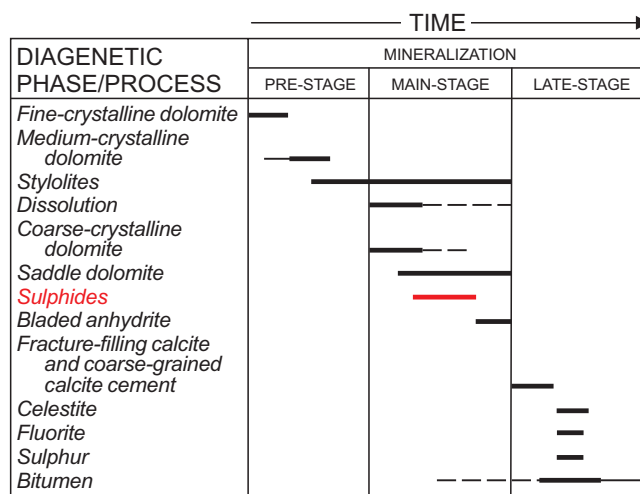 TIME
DIAGENETIC
PHASE/PROCESS
MINERALIZATION
PRE-STAGE
MAIN-STAGE
LATE-STAGE
Fine-crystalline dolomite
Medium-crystalline
dolomite
Stylolites
Dissolution
Coarse-crystalline
dolomite
Saddle dolomite
Sulphides
Bladed anhydrite
Fracture-filling calcite
and coarse-grained
calcite cement
Celestite
Fluorite
Sulphur
Bitumen